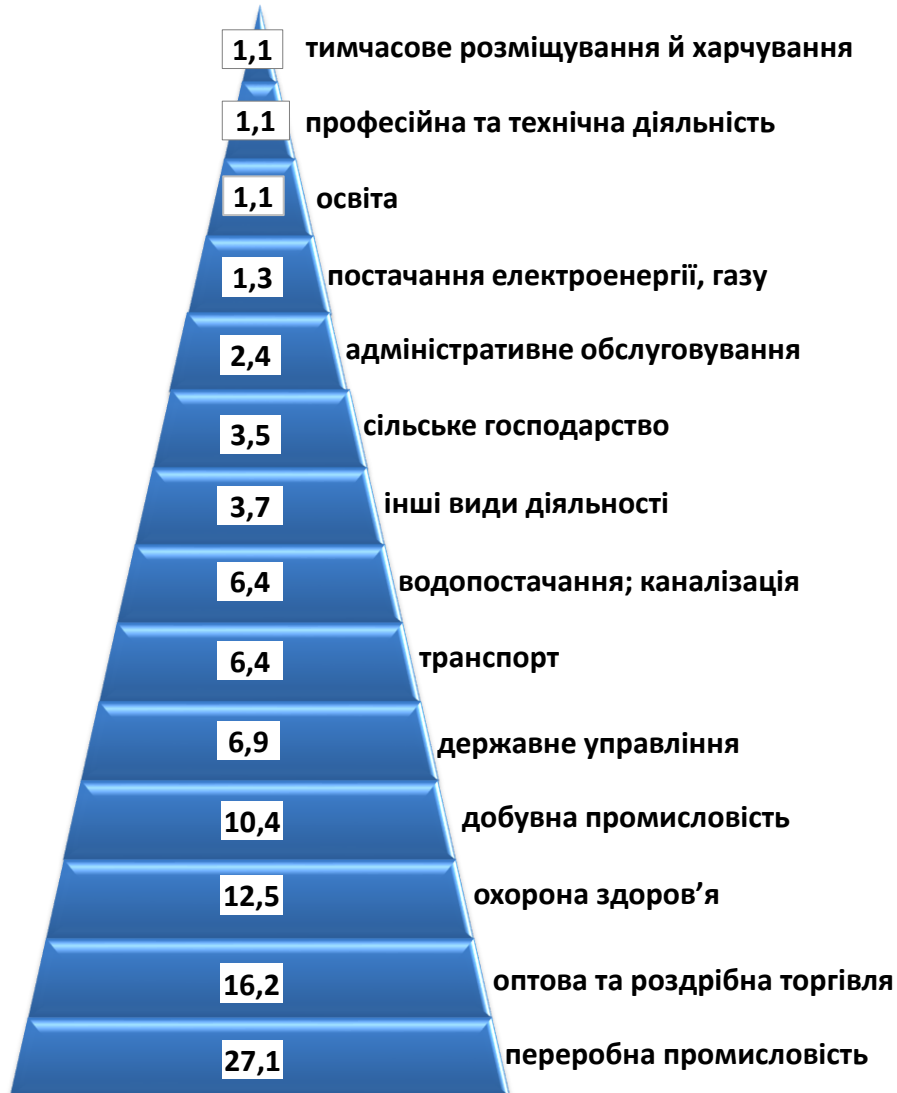 1,1 тимчасове розміщування й харчування
1,1 професійна та технічна діяльність
1,1 освіта
1,3 постачання електроенергії, газу
2,4 адміністративне обслуговування
3,5 сільське господарство
3,7 інші види діяльності
6,4 водопостачання; каналізація
6,4 транспорт
6,9 державне управління
10,4 добувна промисловість
12,5 охорона здоров’я
16,2 оптова та роздрібна торгівля
27,1 переробна промисловість